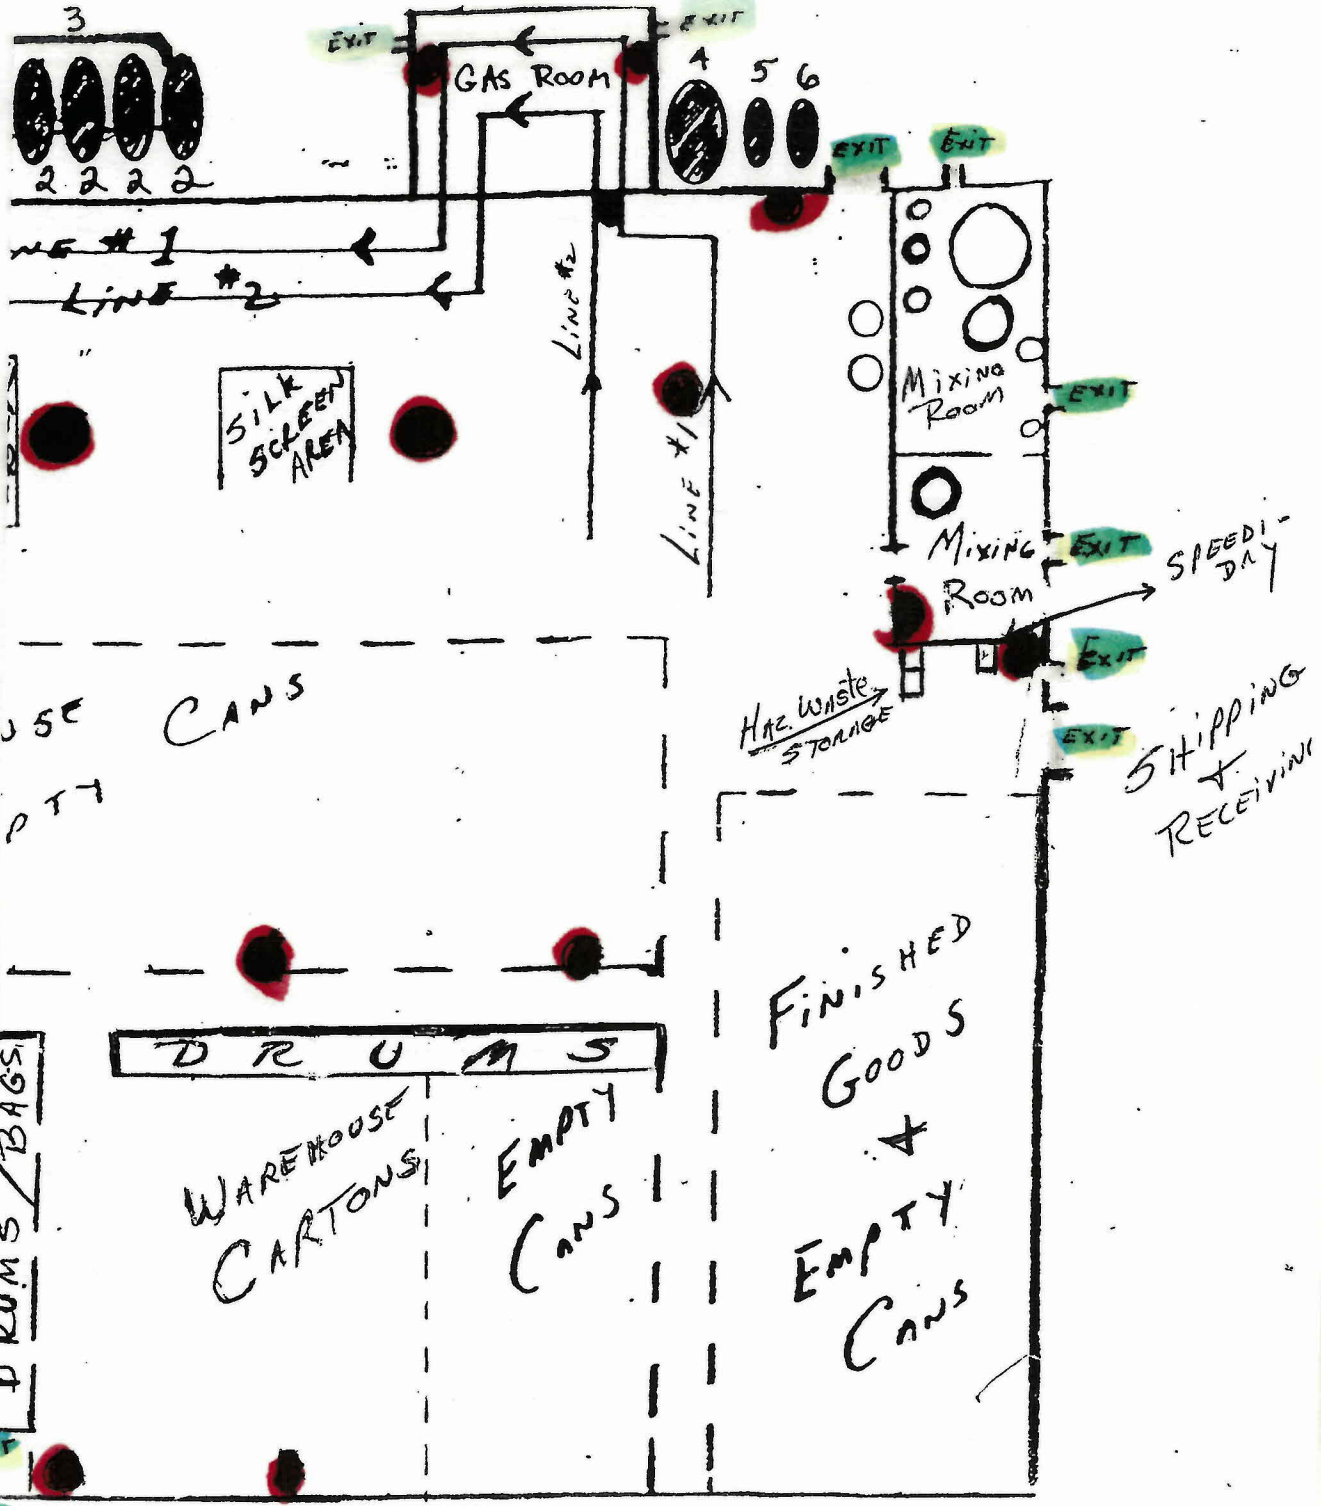 3
EXIT
EXIT
GAS ROOM
4 5 6
2 2 2 2
EXIT
EXIT
#1
LINE #2
LINE #2
LINE #1
SILK
SCREEN
AREA
MIXING
ROOM
EXIT
MIXING
ROOM
EXIT
SPEEDI-
DRY
EXIT
HAZ. WASTE
STORAGE
EXIT
SHIPPING
+
RECEIVIN
CANS
DRUMS
WAREHOUSE
CARTONS
EMPTY
CANS
FINISHED
GOODS
+
EMPTY
CANS
DRUMS/BAGS